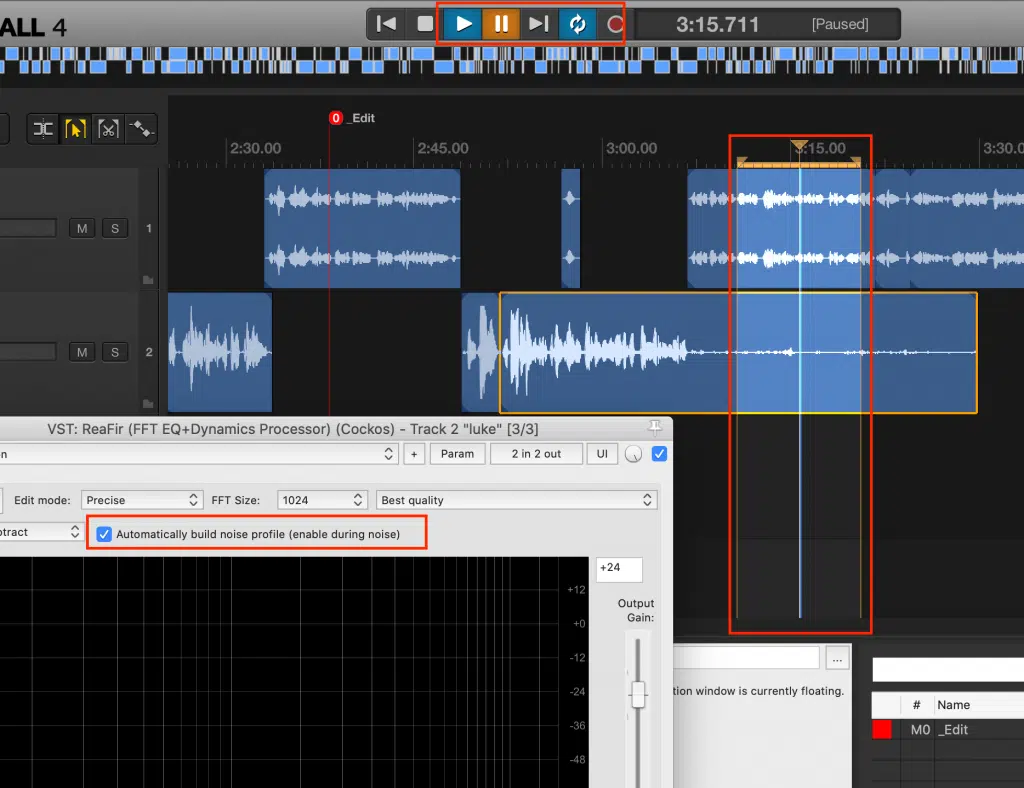 ALL 4
3:15.711
[Paused]
0 _Edit
2:30.00
2:45.00
3:00.00
3:15.00
3:30.0
M S 1
M S 2
VST: ReaFir (FFT EQ+Dynamics Processor) (Cockos) - Track 2 "luke" [3/3]
n
+
Param
2 in 2 out
UI
Edit mode:
Precise
FFT Size:
1024
Best quality
otract
Automatically build noise profile (enable during noise)
+24
+12
Output
Gain:
+0
-12
-24
-36
-48
...
tion window is currently floating.
# Name
M0 _Edit